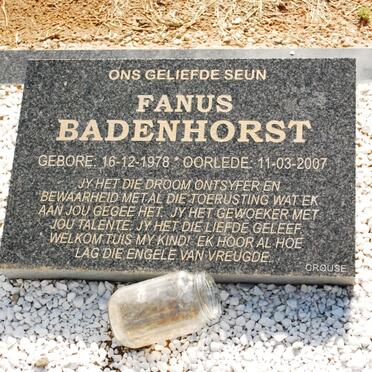 ONS GELIEFDE SEUN
FANUS
BADENHORST
GEBORE: 16-12-1978 * OORLEDE: 11-03-2007
JY HET DIE DROOM ONTSYFER EN
BEWAARHEID MET AL DIE TOERUSTING WAT EK
AAN JOU GEGEE HET. JY HET GEWOEKER MET
JOU TALENTE. JY HET DIE LIEFDE GELEEF.
WELKOM TUIS MY KIND! EK HOOR AL HOE
LAG DIE ENGELE VAN VREUGDE.
CROUSE